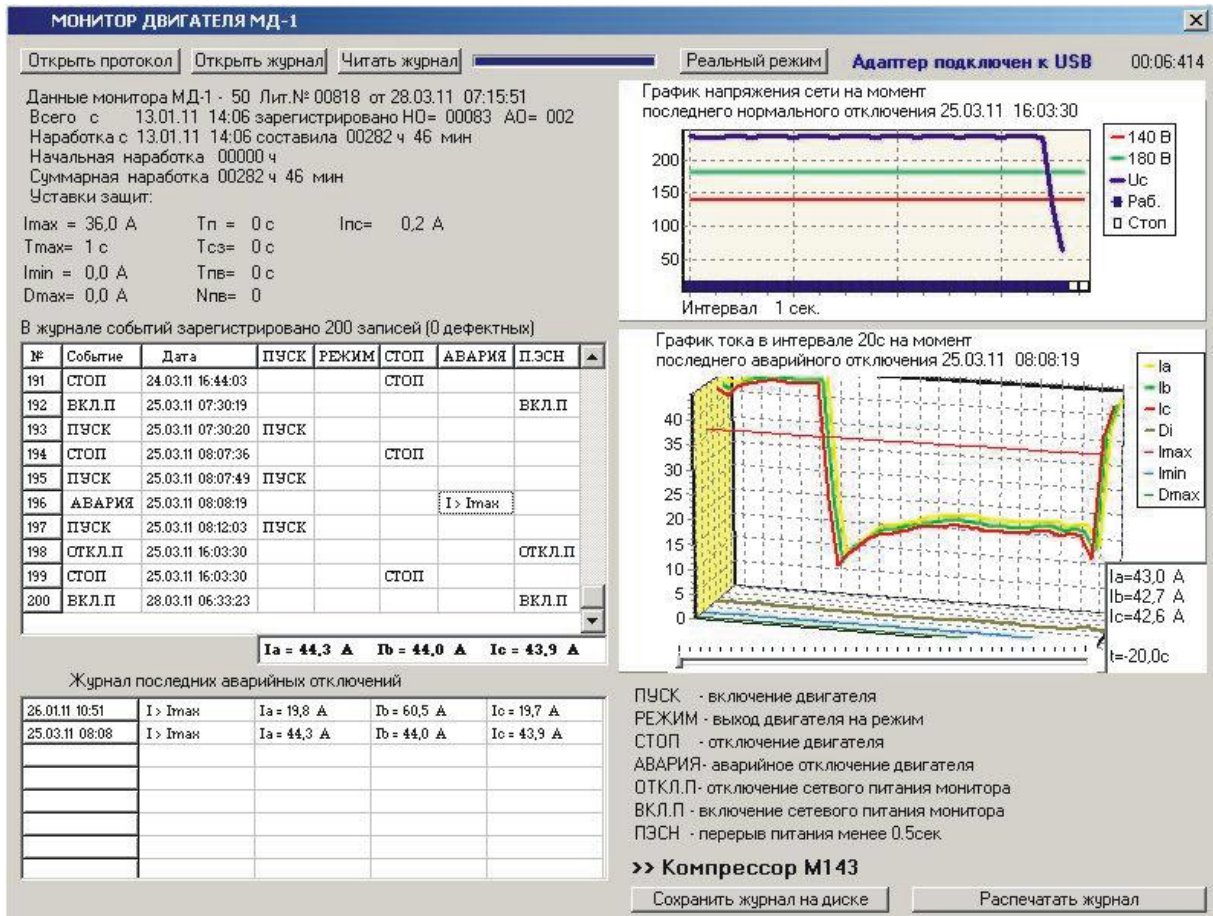 МОНИТОР ДВИГАТЕЛЯ МД-1
Открыть протокол Открыть журнал Читать журнал Реальный режим Адаптер подключен к USB 00:06:414
Данные монитора МД-1 - 50 Лит.№ 00818 от 28.03.11 07:15:51
Всего с 13.01.11 14:06 зарегистрировано НО= 00083 АО= 002
Наработка с 13.01.11 14:06 составила 00282 ч 46 мин
Начальная наработка 00000 ч
Суммарная наработка 00282 ч 46 мин
Уставки защит:
Imax = 36,0 А Тп = 0 с Iпс= 0,2 А
Tmax= 1 с Тсз= 0 с
Imin = 0,0 А Тпв= 0 с
Dmax= 0,0 А Nпв= 0
В журнале событий зарегистрировано 200 записей (0 дефектных)
№ Событие Дата ПУСК РЕЖИМ СТОП АВАРИЯ П.ЭСН
191 СТОП 24.03.11 16:44:03 СТОП
192 ВКЛ.П 25.03.11 07:30:19 ВКЛ.П
193 ПУСК 25.03.11 07:30:20 ПУСК
194 СТОП 25.03.11 08:07:36 СТОП
195 ПУСК 25.03.11 08:07:49 ПУСК
196 АВАРИЯ 25.03.11 08:08:19 I > Imax
197 ПУСК 25.03.11 08:12:03 ПУСК
198 ОТКЛ.П 25.03.11 16:03:30 ОТКЛ.П
199 СТОП 25.03.11 16:03:30 СТОП
200 ВКЛ.П 28.03.11 06:33:23 ВКЛ.П
Ia = 44,3 А Ib = 44,0 А Ic = 43,9 А
Журнал последних аварийных отключений
26.01.11 10:51 I > Imax Ia = 19,8 А Ib = 60,5 А Ic = 19,7 А
25.03.11 08:08 I > Imax Ia = 44,3 А Ib = 44,0 А Ic = 43,9 А
График напряжения сети на момент
последнего нормального отключения 25.03.11 16:03:30
200
150
100
50
140 В
180 В
Uc
Раб.
Стоп
Интервал 1 сек.
График тока в интервале 20с на момент
последнего аварийного отключения 25.03.11 08:08:19
40
35
30
25
20
15
10
5
0
Ia
Ib
Ic
Di
Imax
Imin
Dmax
Ia=43,0 А
Ib=42,7 А
Ic=42,6 А
t=-20,0с
ПУСК - включение двигателя
РЕЖИМ - выход двигателя на режим
СТОП - отключение двигателя
АВАРИЯ- аварийное отключение двигателя
ОТКЛ.П- отключение сетвого питания монитора
ВКЛ.П - включение сетевого питания монитора
ПЭСН - перерыв питания менее 0.5сек
>> Компрессор М143
Сохранить журнал на диске Распечатать журнал